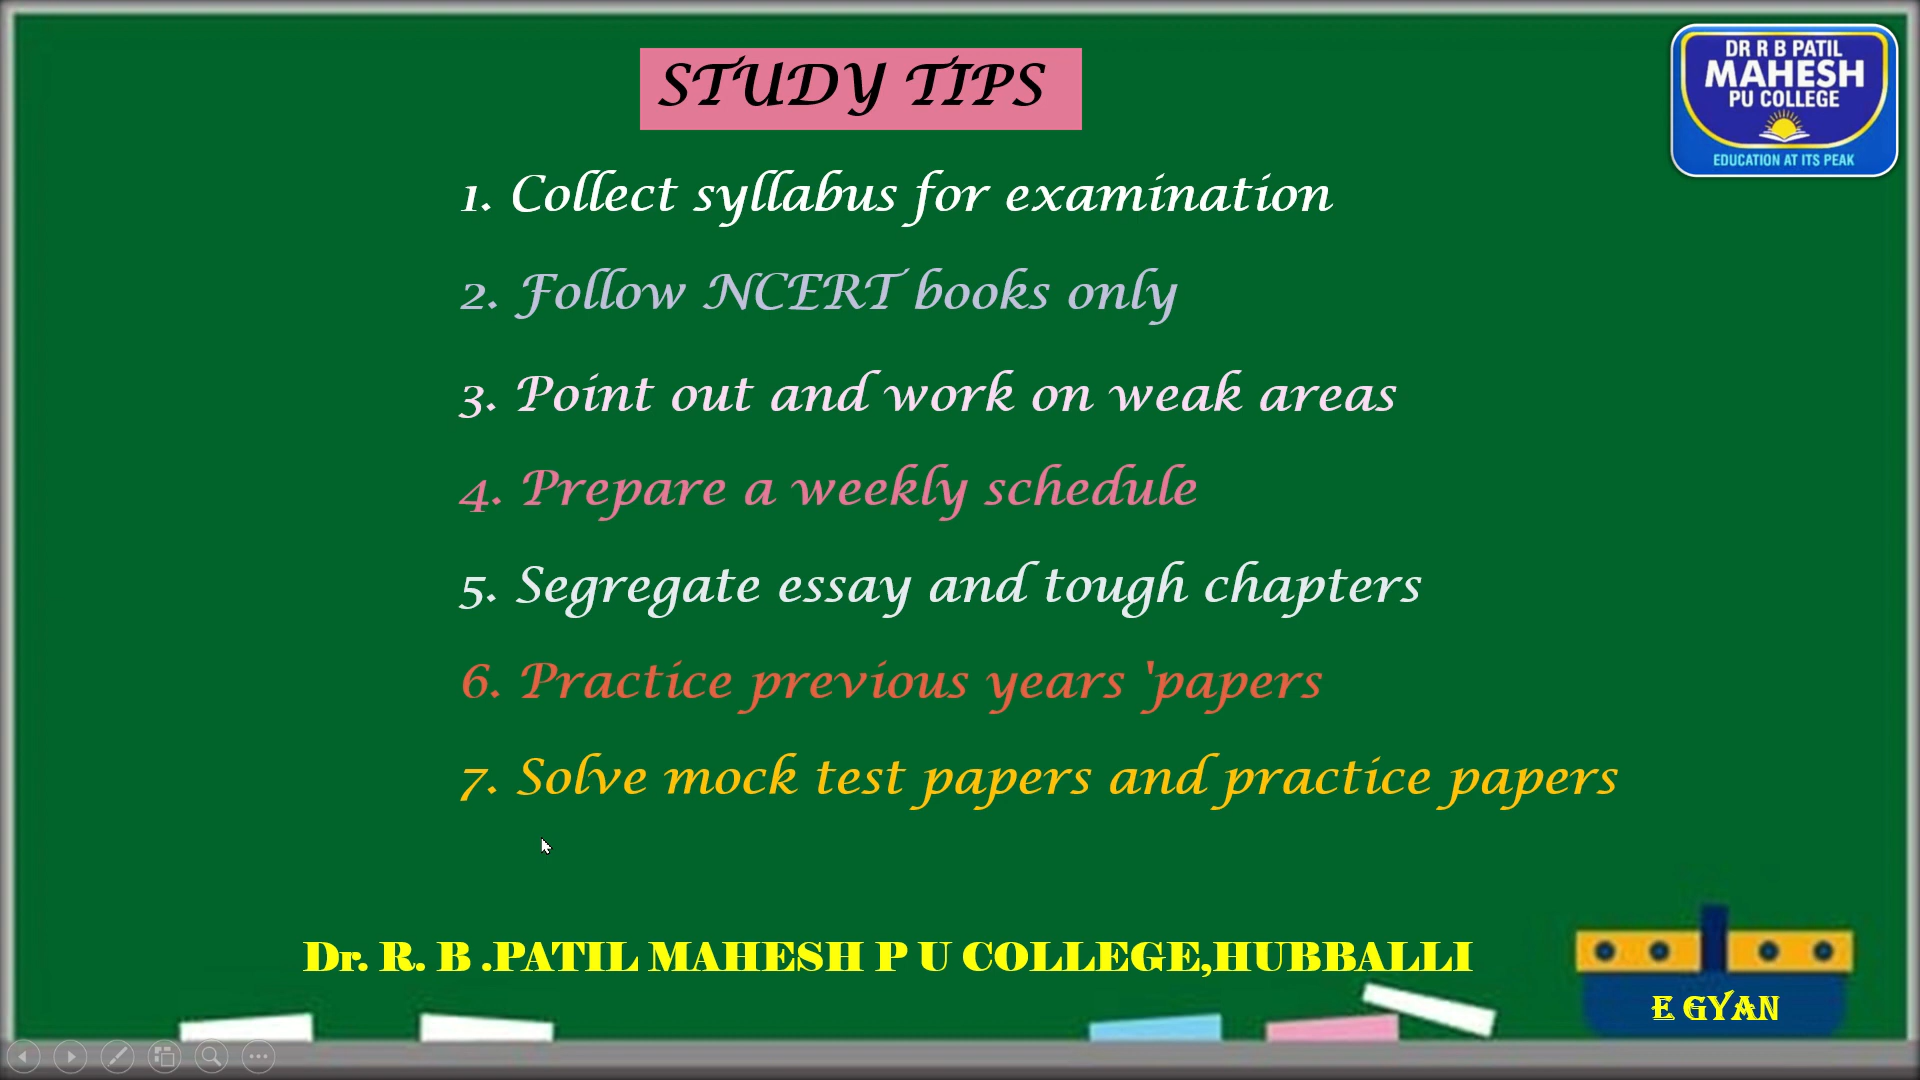 STUDY TIPS
DR R B PATIL
MAHESH
PU COLLEGE
EDUCATION AT ITS PEAK
1. Collect syllabus for examination
2. Follow NCERT books only
3. Point out and work on weak areas
4. Prepare a weekly schedule
5. Segregate essay and tough chapters
6. Practice previous years 'papers
7. Solve mock test papers and practice papers
Dr. R. B .PATIL MAHESH P U COLLEGE,HUBBALLI
E GYAN